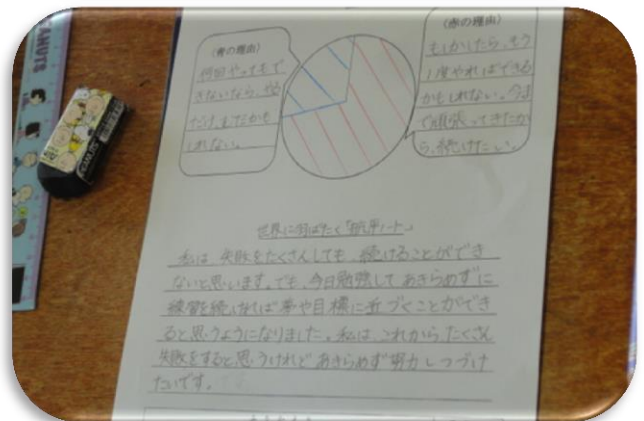 PEANUTS
(青の理由)
何回やってもで
きないなら、やる
だけ、むだかも
しれない。
(赤の理由)
もしかしたら、もう
1度やればできる
かもしれない。今ま
で頑張ってきたか
ら、続けたい。
世界に羽ばたく「航平ノート」
私は、失敗をたくさんしても、続けることができ
ないと思います。でも、今日勉強してあきらめずに
練習を続ければ夢や目標に近づくことができ
ると思うようになりました。私は、これから、たくさん
失敗をすると思うけれど あきらめず努力しつづけ
たいです。